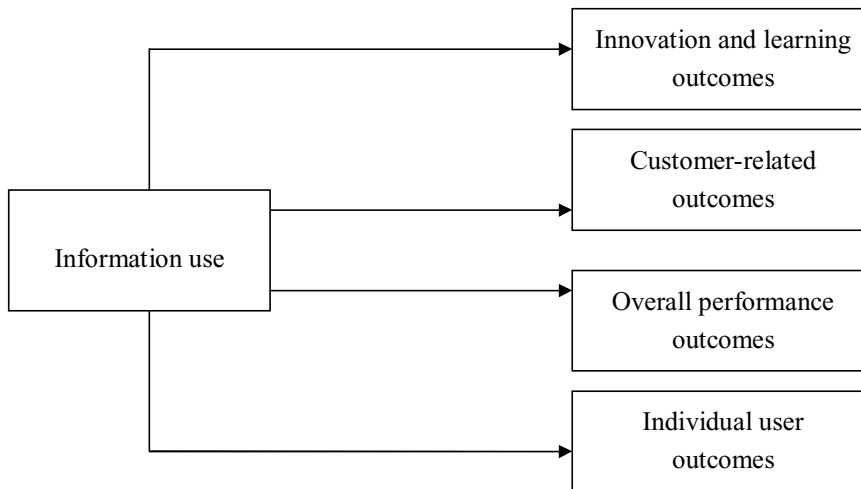 Innovation and learning
outcomes
Customer-related
outcomes
Information use
Overall performance
outcomes
Individual user
outcomes